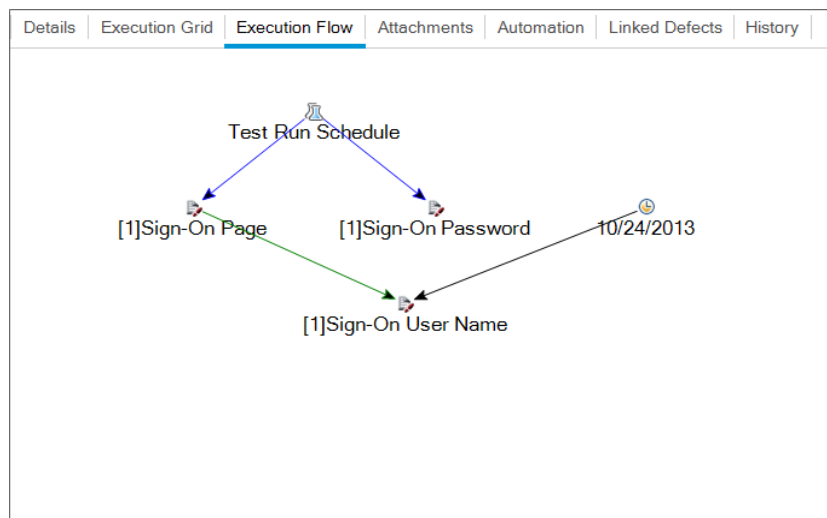 Details Execution Grid Execution Flow Attachments Automation Linked Defects History
Test Run Schedule
[1]Sign-On Page [1]Sign-On Password 10/24/2013
[1]Sign-On User Name